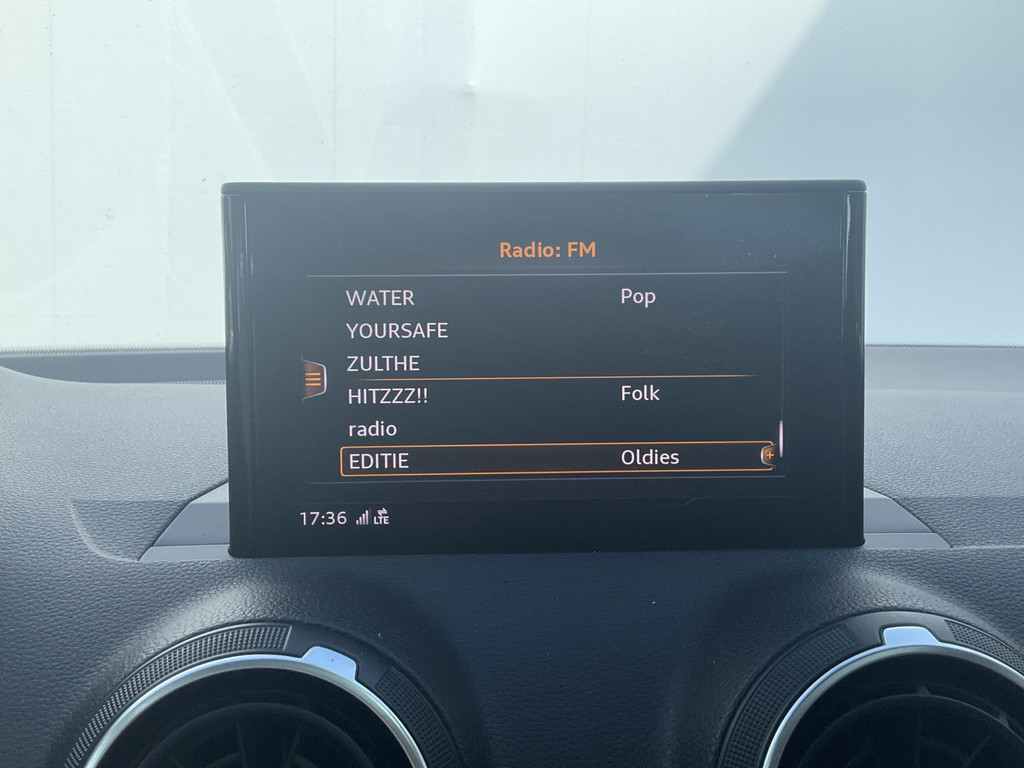 Radio: FM
WATER Pop
YOURSAFE
ZULTHE
HITZZZ!! Folk
radio
EDITIE Oldies
17:36 LTE